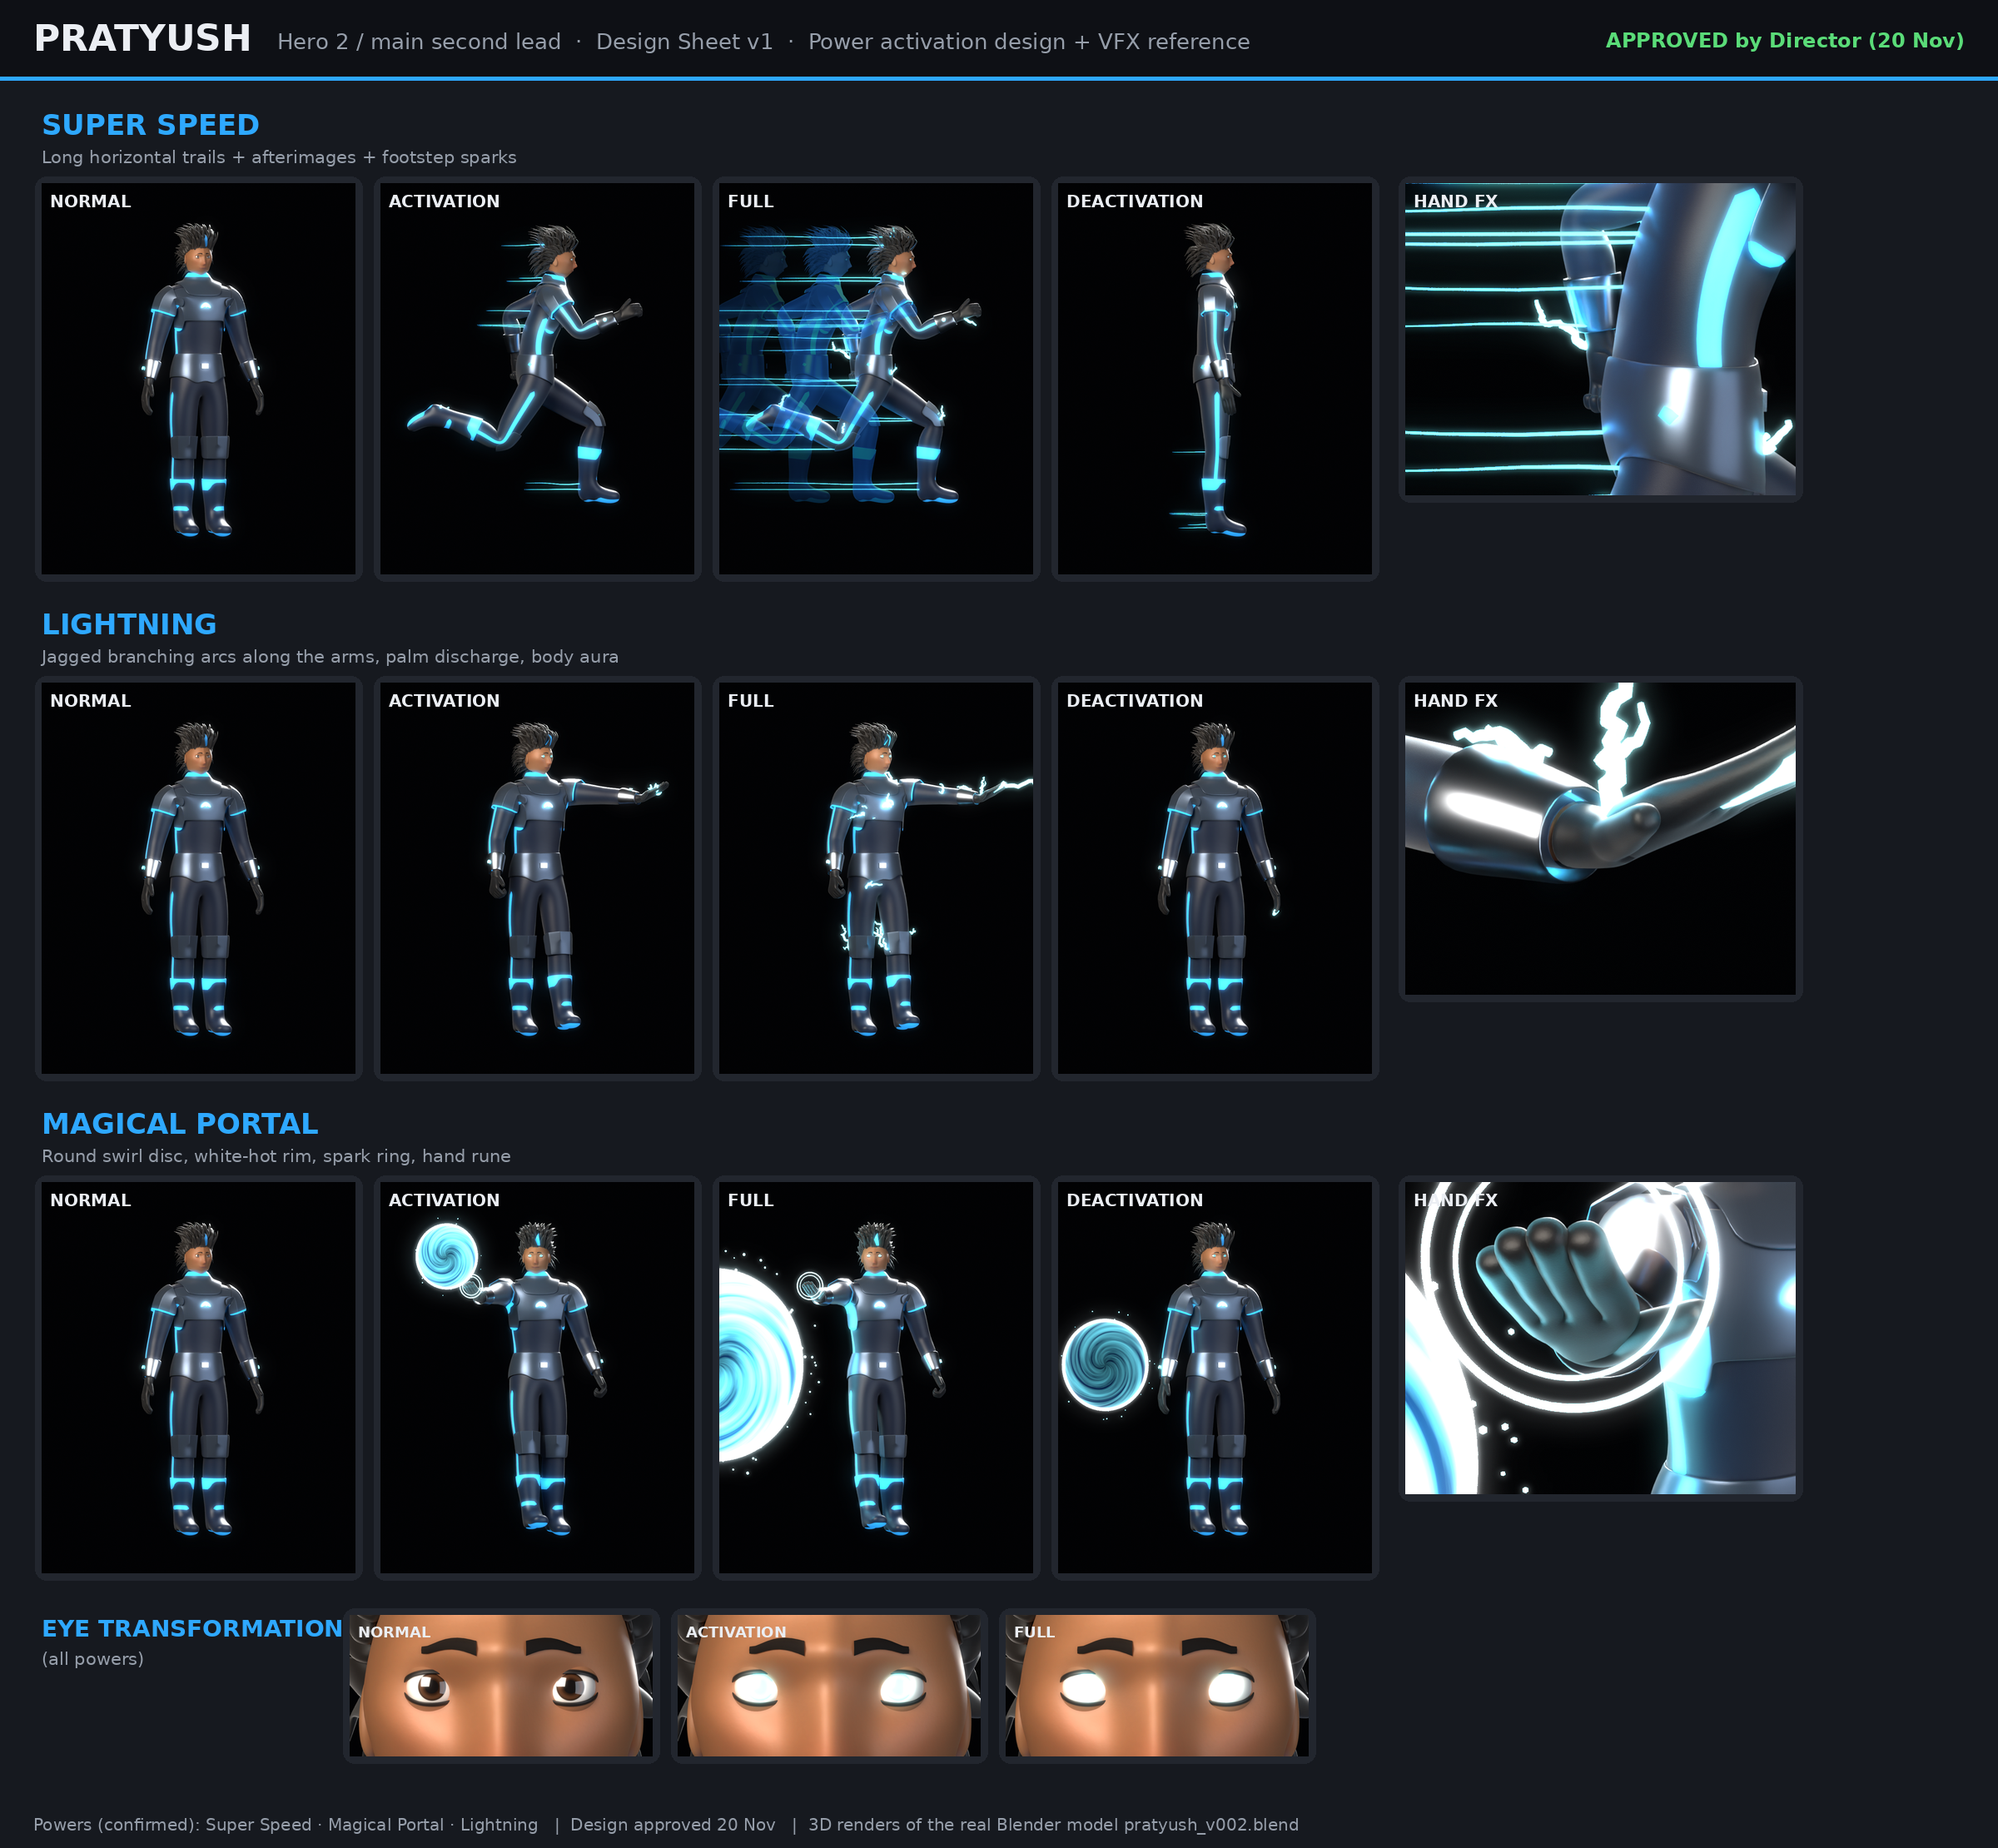 PRATYUSH Hero 2 / main second lead · Design Sheet v1 · Power activation design + VFX reference APPROVED by Director (20 Nov)
SUPER SPEED
Long horizontal trails + afterimages + footstep sparks
NORMAL ACTIVATION FULL DEACTIVATION HAND FX
LIGHTNING
Jagged branching arcs along the arms, palm discharge, body aura
NORMAL ACTIVATION FULL DEACTIVATION HAND FX
MAGICAL PORTAL
Round swirl disc, white-hot rim, spark ring, hand rune
NORMAL ACTIVATION FULL DEACTIVATION HAND FX
EYE TRANSFORMATION NORMAL ACTIVATION FULL
(all powers)
Powers (confirmed): Super Speed · Magical Portal · Lightning | Design approved 20 Nov | 3D renders of the real Blender model pratyush_v002.blend